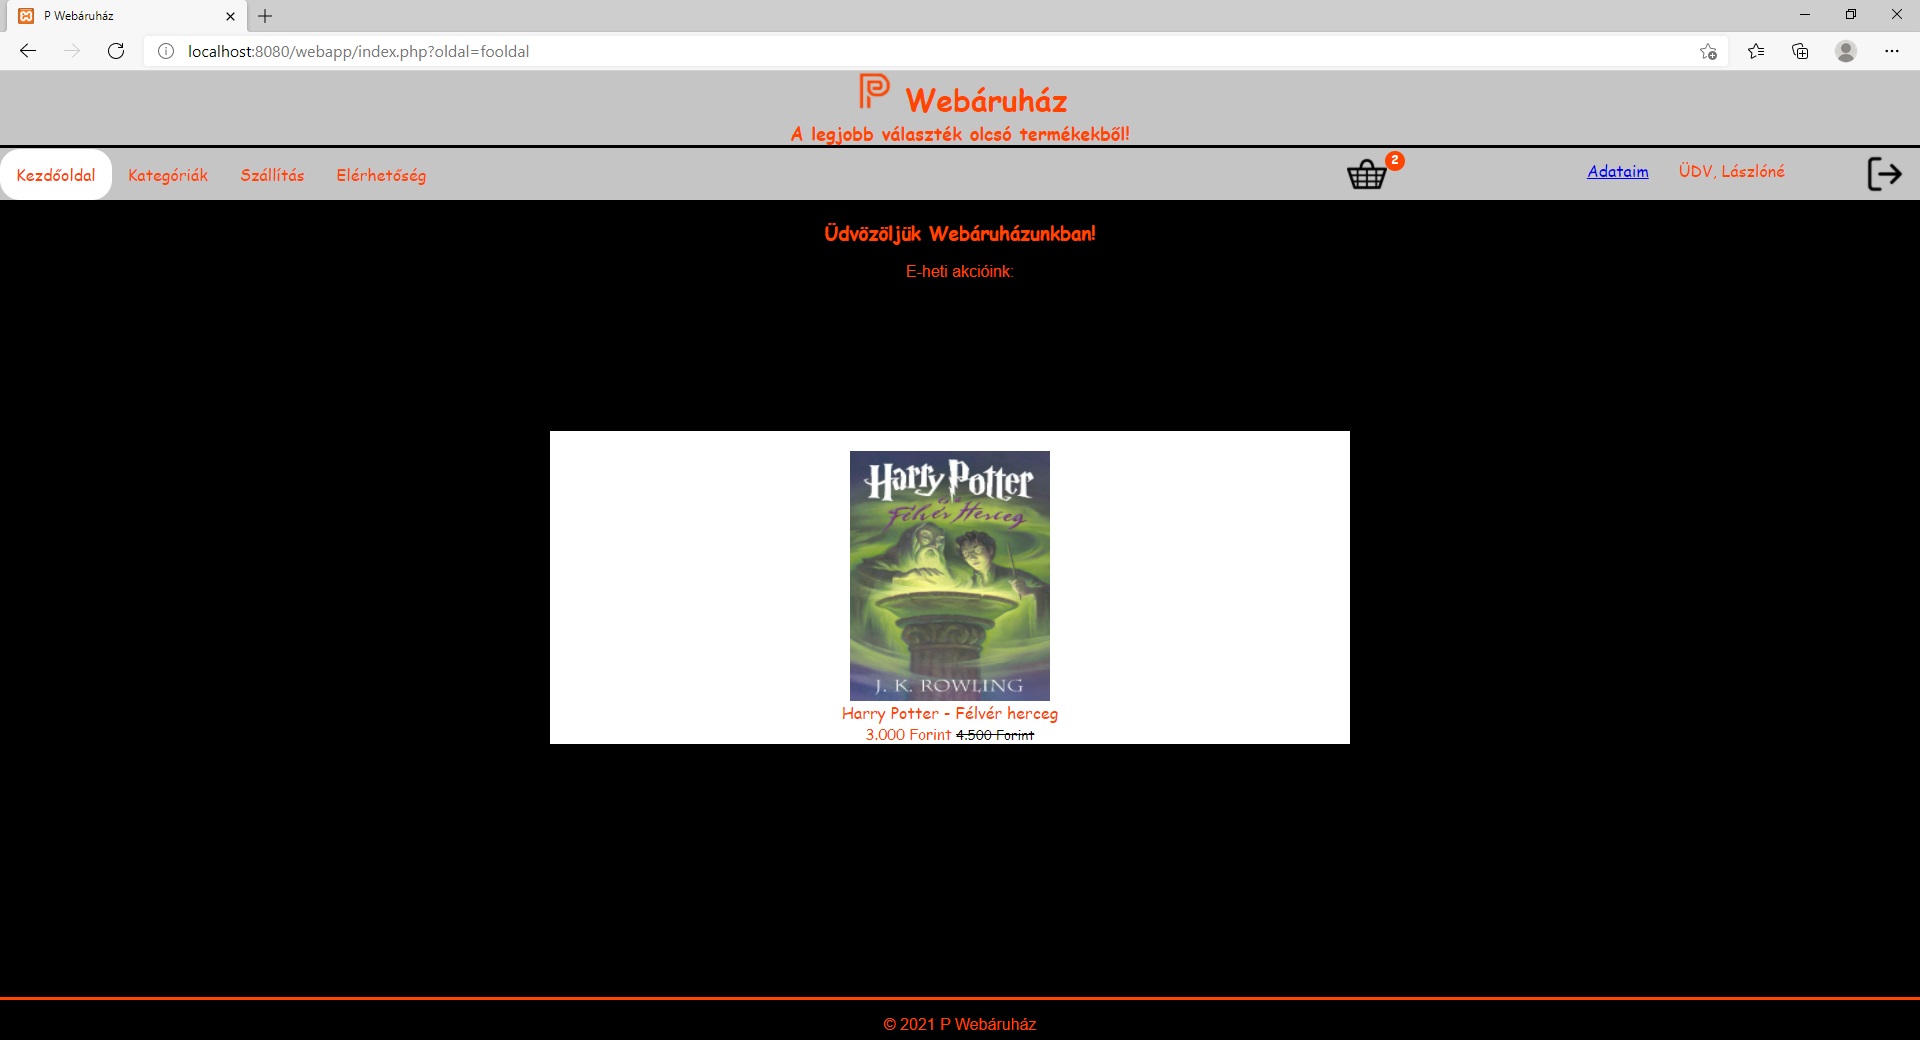 P Webáruház
localhost:8080/webapp/index.php?oldal=fooldal
P Webáruház
A legjobb választék olcsó termékekből!
Kezdőoldal Kategóriák Szállítás Elérhetőség 2 Adataim ÜDV, Lászlóné
Üdvözöljük Webáruházunkban!
E-heti akcióink:
Harry Potter
és a
Félvér Herceg
J. K. ROWLING
Harry Potter - Félvér herceg
3.000 Forint 4.500 Forint
© 2021 P Webáruház